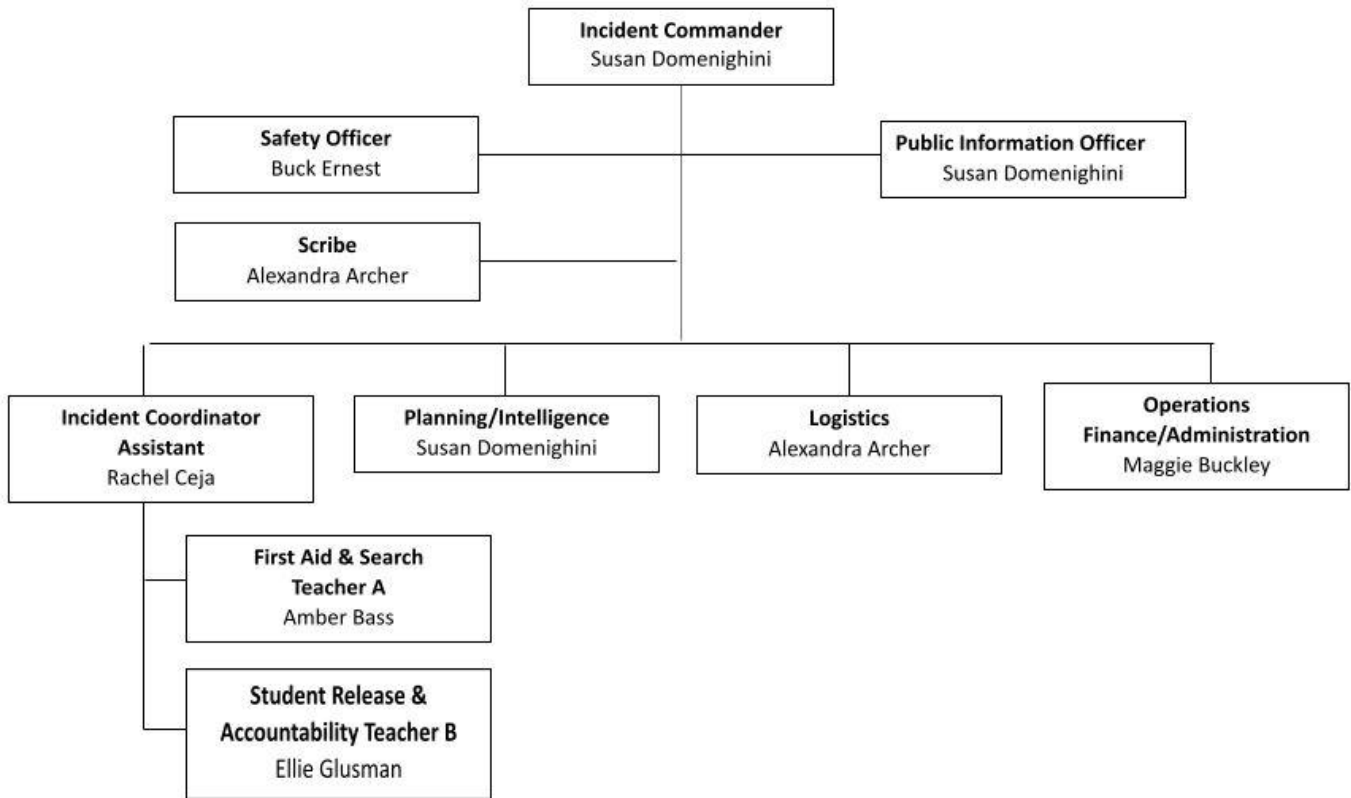 Incident Commander
Susan Domenighini
Safety Officer
Buck Ernest
Public Information Officer
Susan Domenighini
Scribe
Alexandra Archer
Incident Coordinator
Assistant
Rachel Ceja
Planning/Intelligence
Susan Domenighini
Logistics
Alexandra Archer
Operations
Finance/Administration
Maggie Buckley
First Aid & Search
Teacher A
Amber Bass
Student Release &
Accountability Teacher B
Ellie Glusman